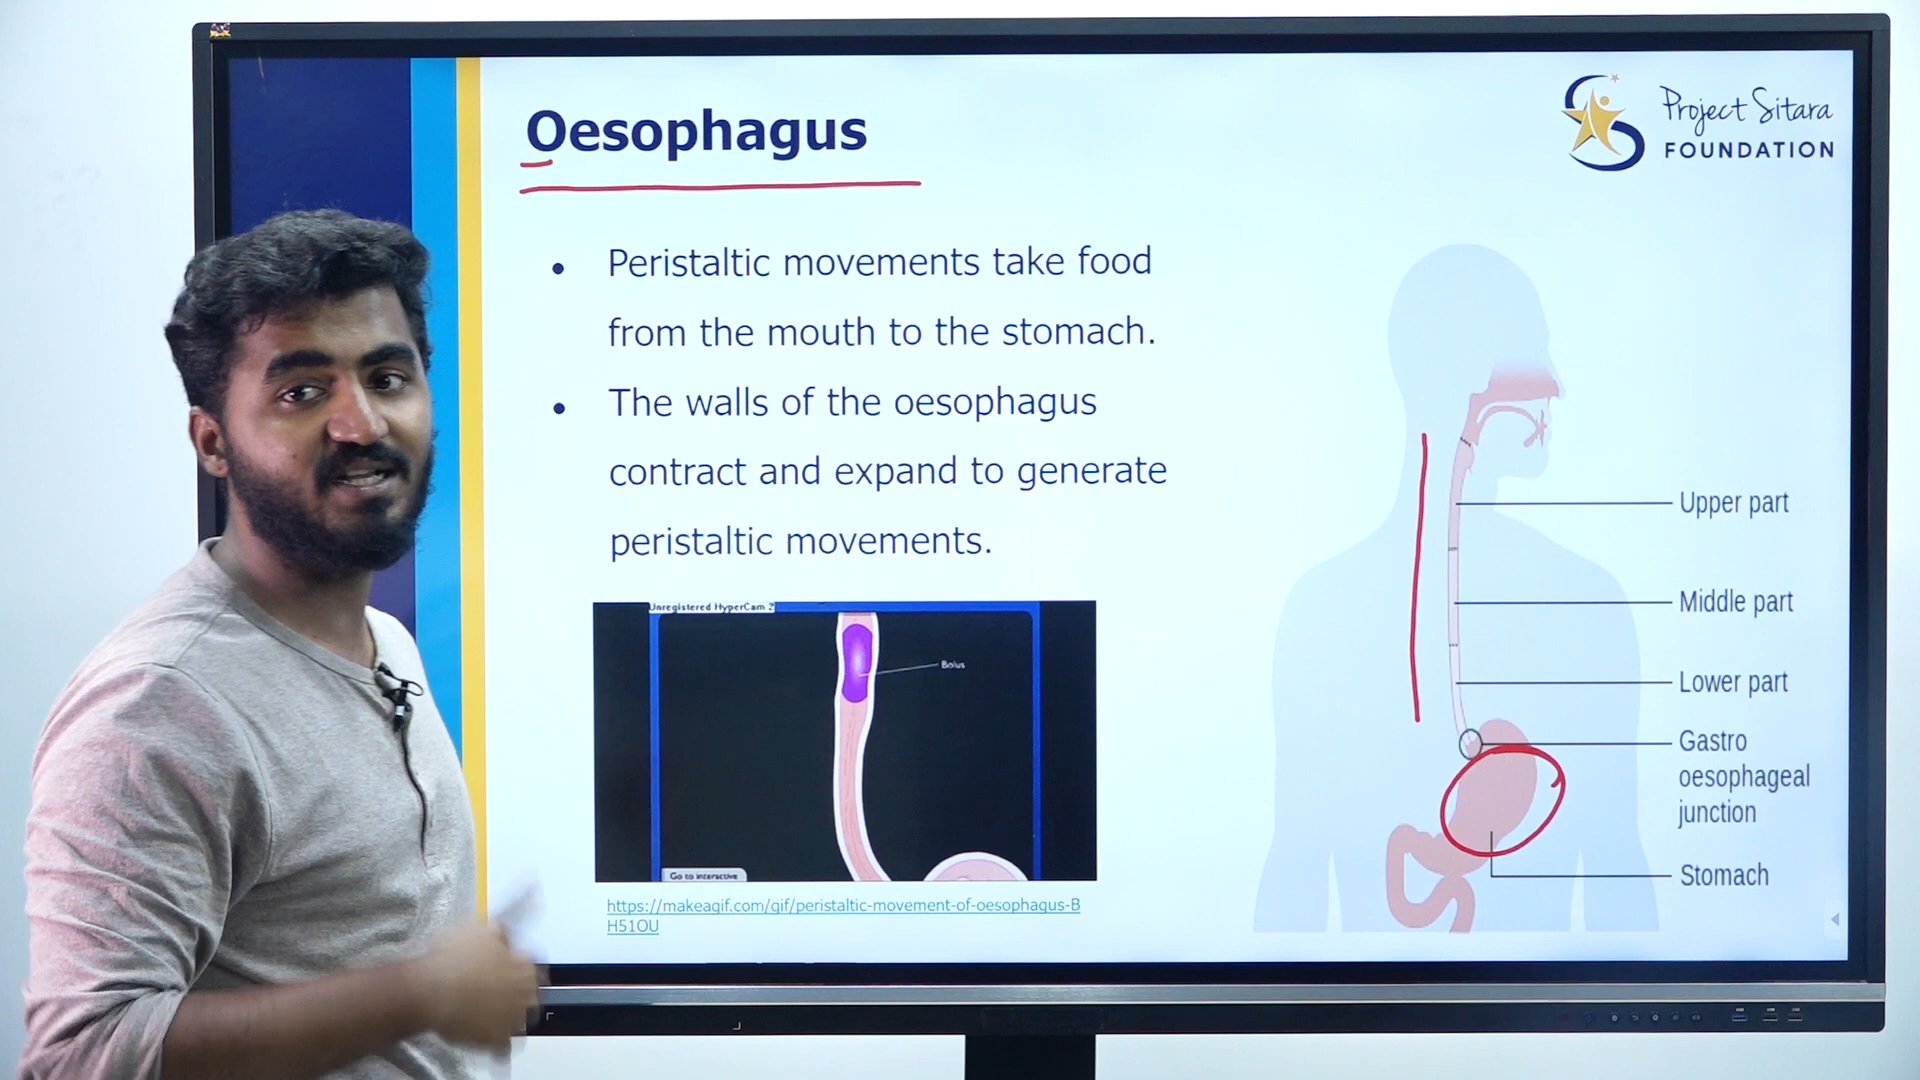 Oesophagus
Project Sitara
FOUNDATION
• Peristaltic movements take food
from the mouth to the stomach.
• The walls of the oesophagus
contract and expand to generate
peristaltic movements.
Unregistered HyperCam 2
Bolus
Go to interactive
https://makeagif.com/gif/peristaltic-movement-of-oesophagus-B
H51OU
Upper part
Middle part
Lower part
Gastro
oesophageal
junction
Stomach